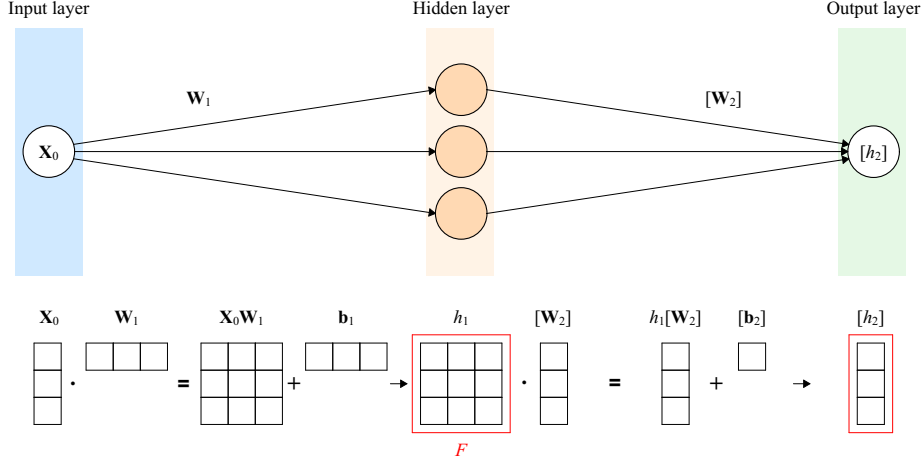 Input layer Hidden layer Output layer
W₁ [W₂]
X₀ [h₂]
X₀ W₁ X₀W₁ b₁ h₁ [W₂] h₁[W₂] [b₂] [h₂]
· = + → · = + →
F